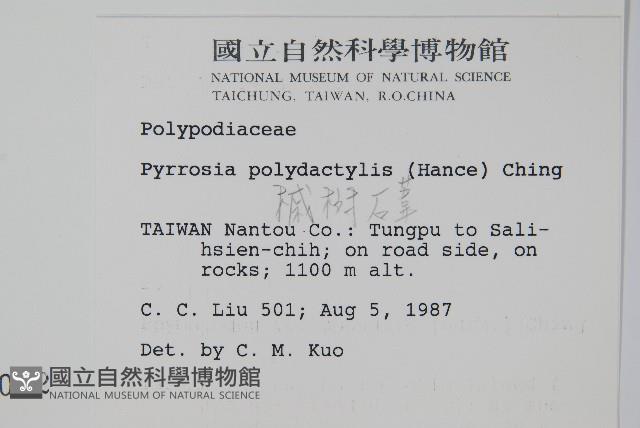 國立自然科學博物館
NATIONAL MUSEUM OF NATURAL SCIENCE
TAICHUNG, TAIWAN, R.O.CHINA
Polypodiaceae
Pyrrosia polydactylis (Hance) Ching
槭樹石葦
TAIWAN Nantou Co.: Tungpu to Sali-
hsien-chih; on road side, on
rocks; 1100 m alt.
C. C. Liu 501; Aug 5, 1987
Det. by C. M. Kuo
國立自然科學博物館
NATIONAL MUSEUM OF NATURAL SCIENCE